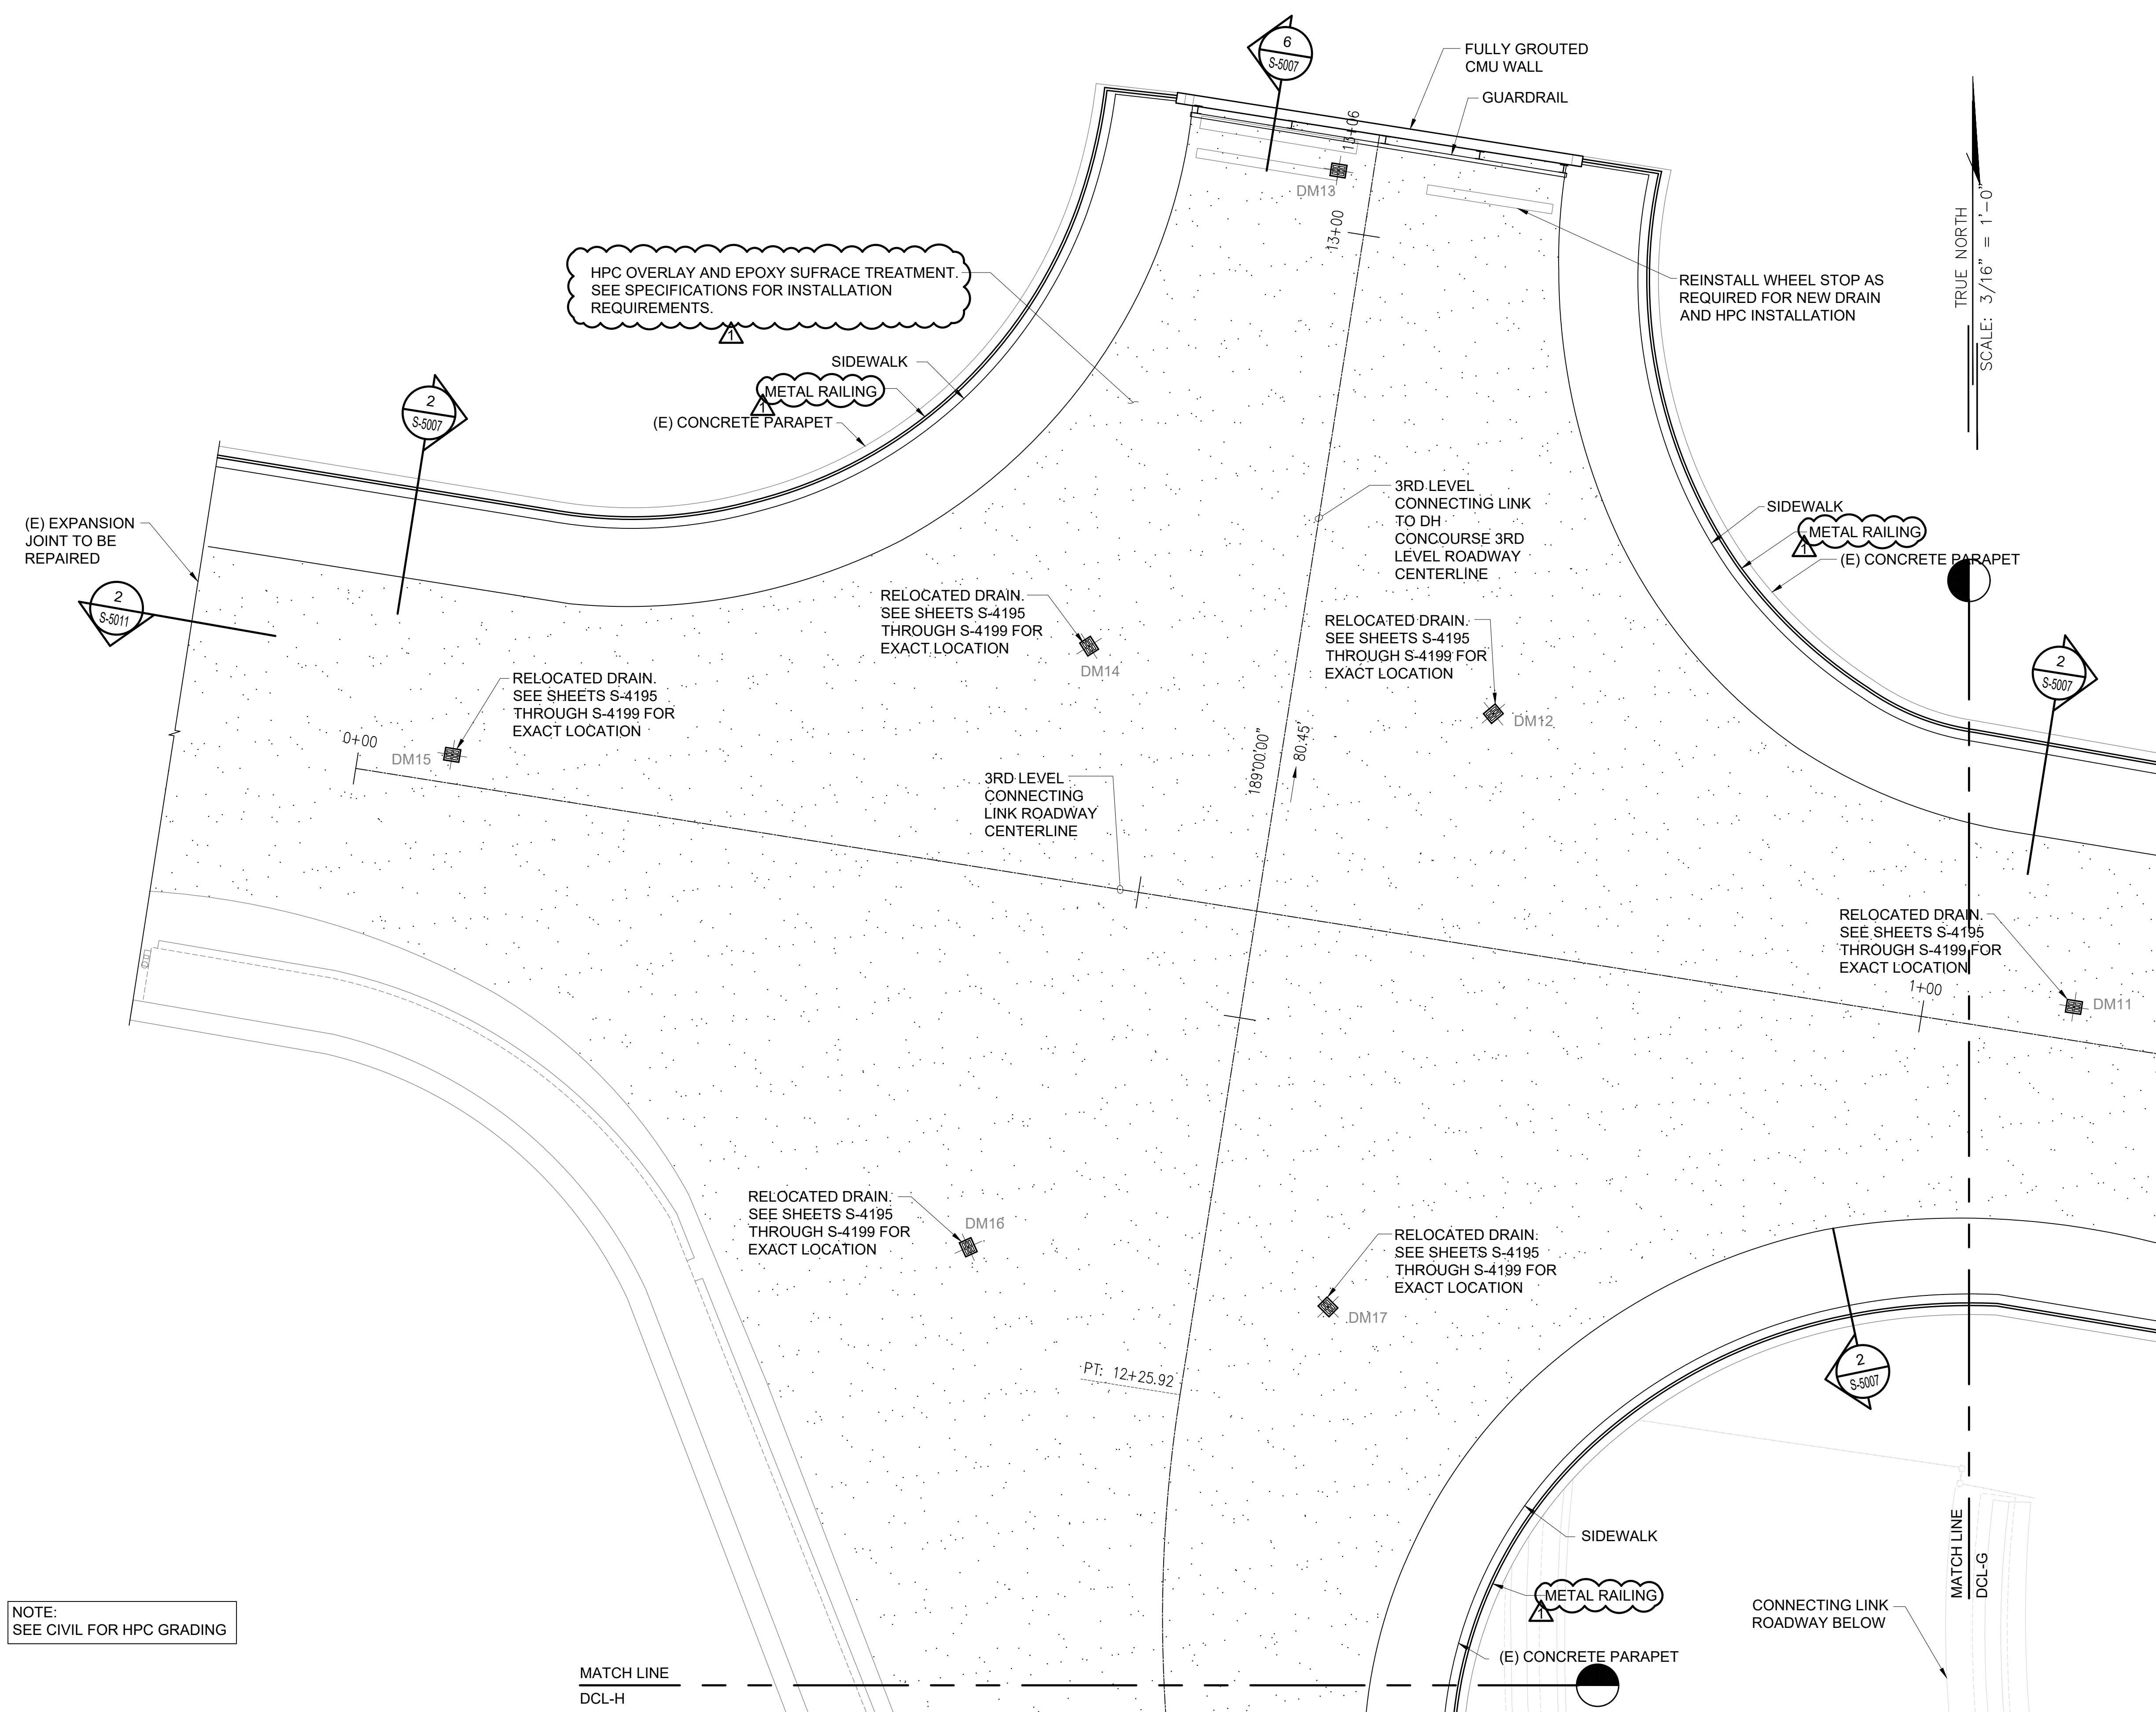 6
S-5007
FULLY GROUTED
CMU WALL
GUARDRAIL
13+06
DM13
13+00
TRUE NORTH
SCALE: 3/16" = 1'-0"
HPC OVERLAY AND EPOXY SUFRACE TREATMENT.
SEE SPECIFICATIONS FOR INSTALLATION
REQUIREMENTS.
1
REINSTALL WHEEL STOP AS
REQUIRED FOR NEW DRAIN
AND HPC INSTALLATION
SIDEWALK
METAL RAILING
1
(E) CONCRETE PARAPET
2
S-5007
3RD LEVEL
CONNECTING LINK
TO DH
CONCOURSE 3RD
LEVEL ROADWAY
CENTERLINE
SIDEWALK
METAL RAILING
1
(E) CONCRETE PARAPET
(E) EXPANSION
JOINT TO BE
REPAIRED
2
S-5011
RELOCATED DRAIN.
SEE SHEETS S-4195
THROUGH S-4199 FOR
EXACT LOCATION
DM14
RELOCATED DRAIN.
SEE SHEETS S-4195
THROUGH S-4199 FOR
EXACT LOCATION
DM12
2
S-5007
RELOCATED DRAIN.
SEE SHEETS S-4195
THROUGH S-4199 FOR
EXACT LOCATION
0+00
DM15
189°00'00"
80.45'
3RD LEVEL
CONNECTING
LINK ROADWAY
CENTERLINE
RELOCATED DRAIN.
SEE SHEETS S-4195
THROUGH S-4199 FOR
EXACT LOCATION
1+00
DM11
RELOCATED DRAIN.
SEE SHEETS S-4195
THROUGH S-4199 FOR
EXACT LOCATION
DM16
RELOCATED DRAIN.
SEE SHEETS S-4195
THROUGH S-4199 FOR
EXACT LOCATION
DM17
PT: 12+25.92
2
S-5007
SIDEWALK
METAL RAILING
1
(E) CONCRETE PARAPET
MATCH LINE
DCL-G
CONNECTING LINK
ROADWAY BELOW
NOTE:
SEE CIVIL FOR HPC GRADING
MATCH LINE
DCL-H